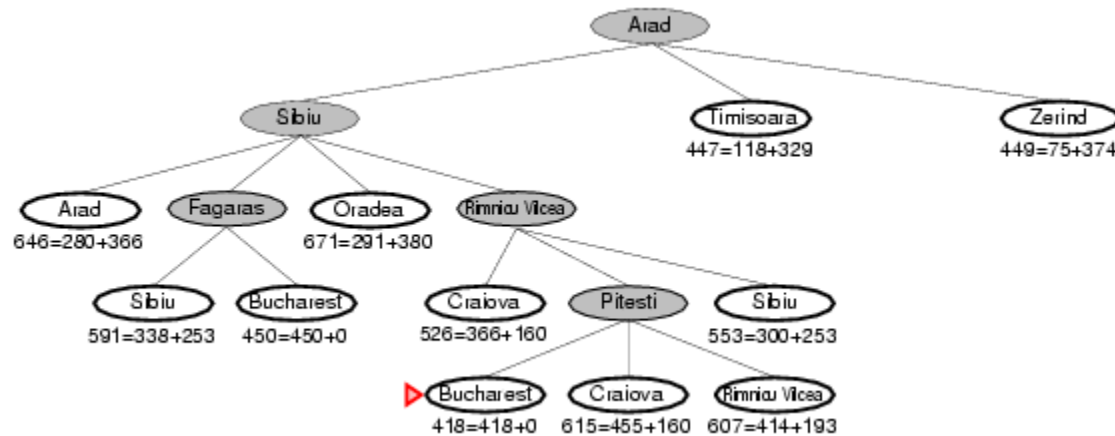 Arad
Sibiu
Timisoara
Zerind
447=118+329
449=75+374
Arad
Fagaras
Oradea
Rimnicu Vilcea
646=280+366
671=291+380
Sibiu
Bucharest
Craiova
Pitesti
Sibiu
591=338+253
450=450+0
526=366+160
553=300+253
Bucharest
Craiova
Rimnicu Vilcea
418=418+0
615=455+160
607=414+193